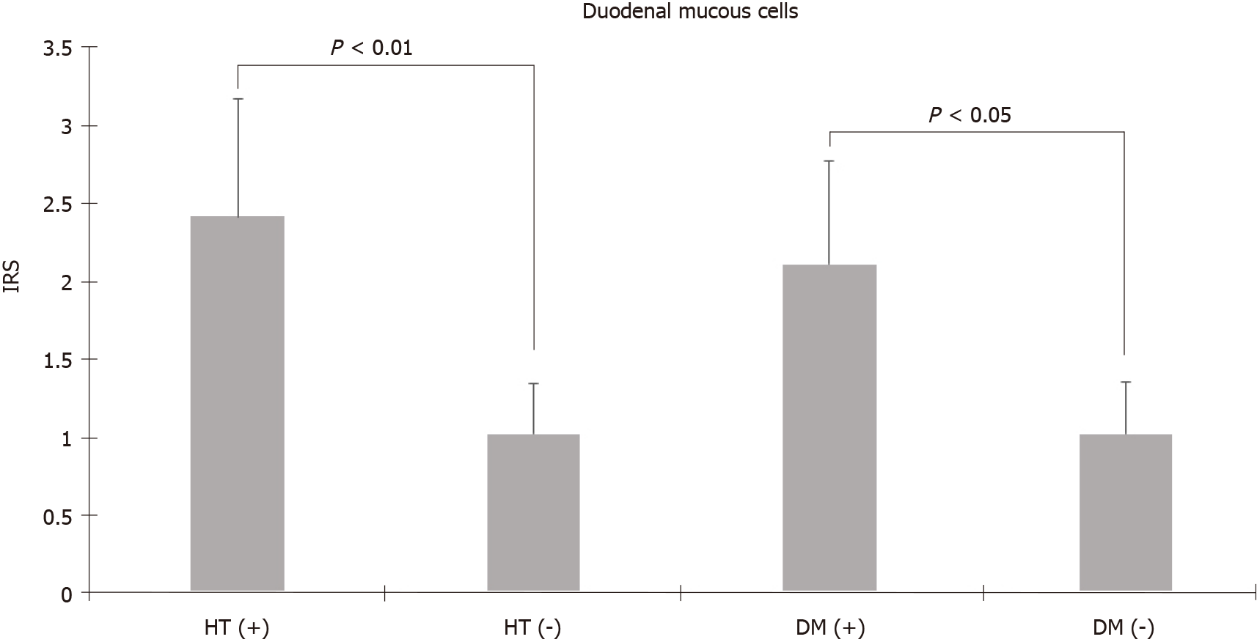 Duodenal mucous cells
3.5
3
2.5
2
1.5
1
0.5
0
IRS
P < 0.01
P < 0.05
HT (+)
HT (-)
DM (+)
DM (-)